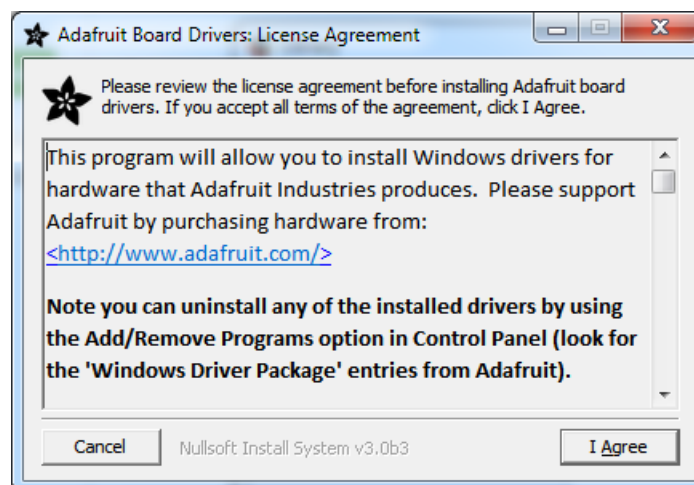 Adafruit Board Drivers: License Agreement
Please review the license agreement before installing Adafruit board
drivers. If you accept all terms of the agreement, click I Agree.
This program will allow you to install Windows drivers for
hardware that Adafruit Industries produces.  Please support
Adafruit by purchasing hardware from:
<http://www.adafruit.com/>
Note you can uninstall any of the installed drivers by using
the Add/Remove Programs option in Control Panel (look for
the 'Windows Driver Package' entries from Adafruit).
Cancel Nullsoft Install System v3.0b3 I Agree